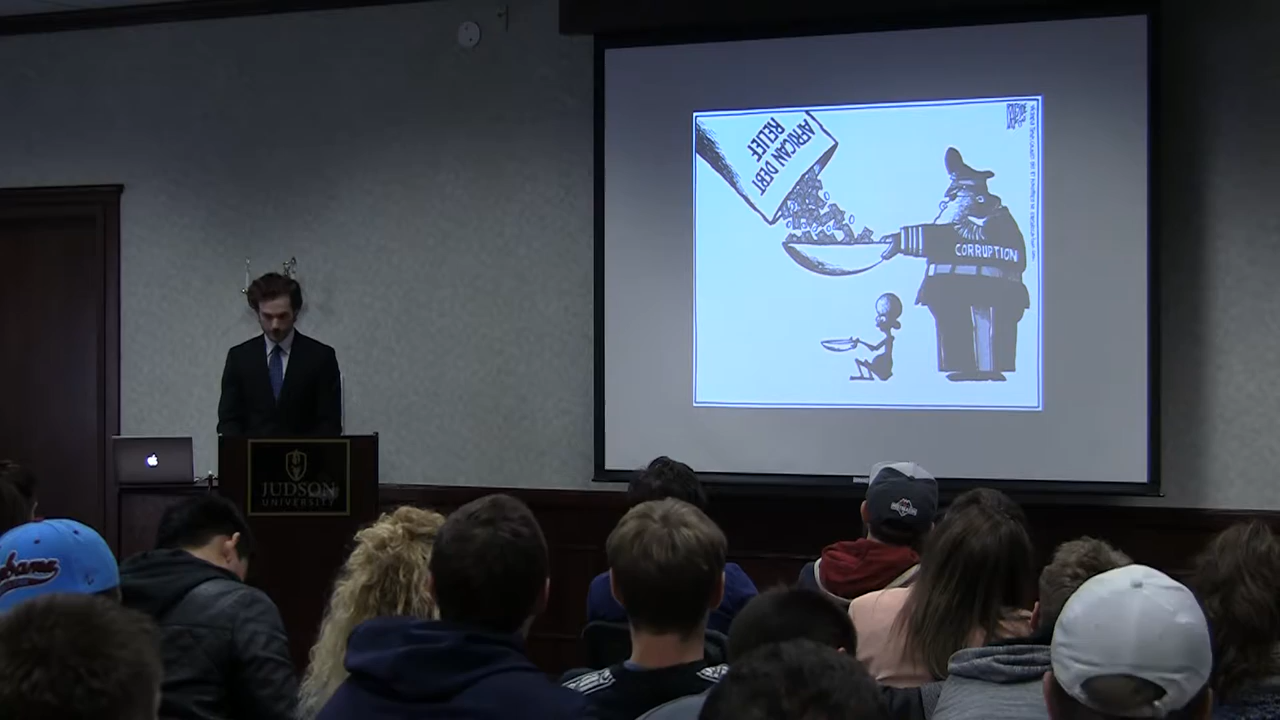 AFRICAN DEBT
RELIEF
CORRUPTION
JUDSON
UNIVERSITY